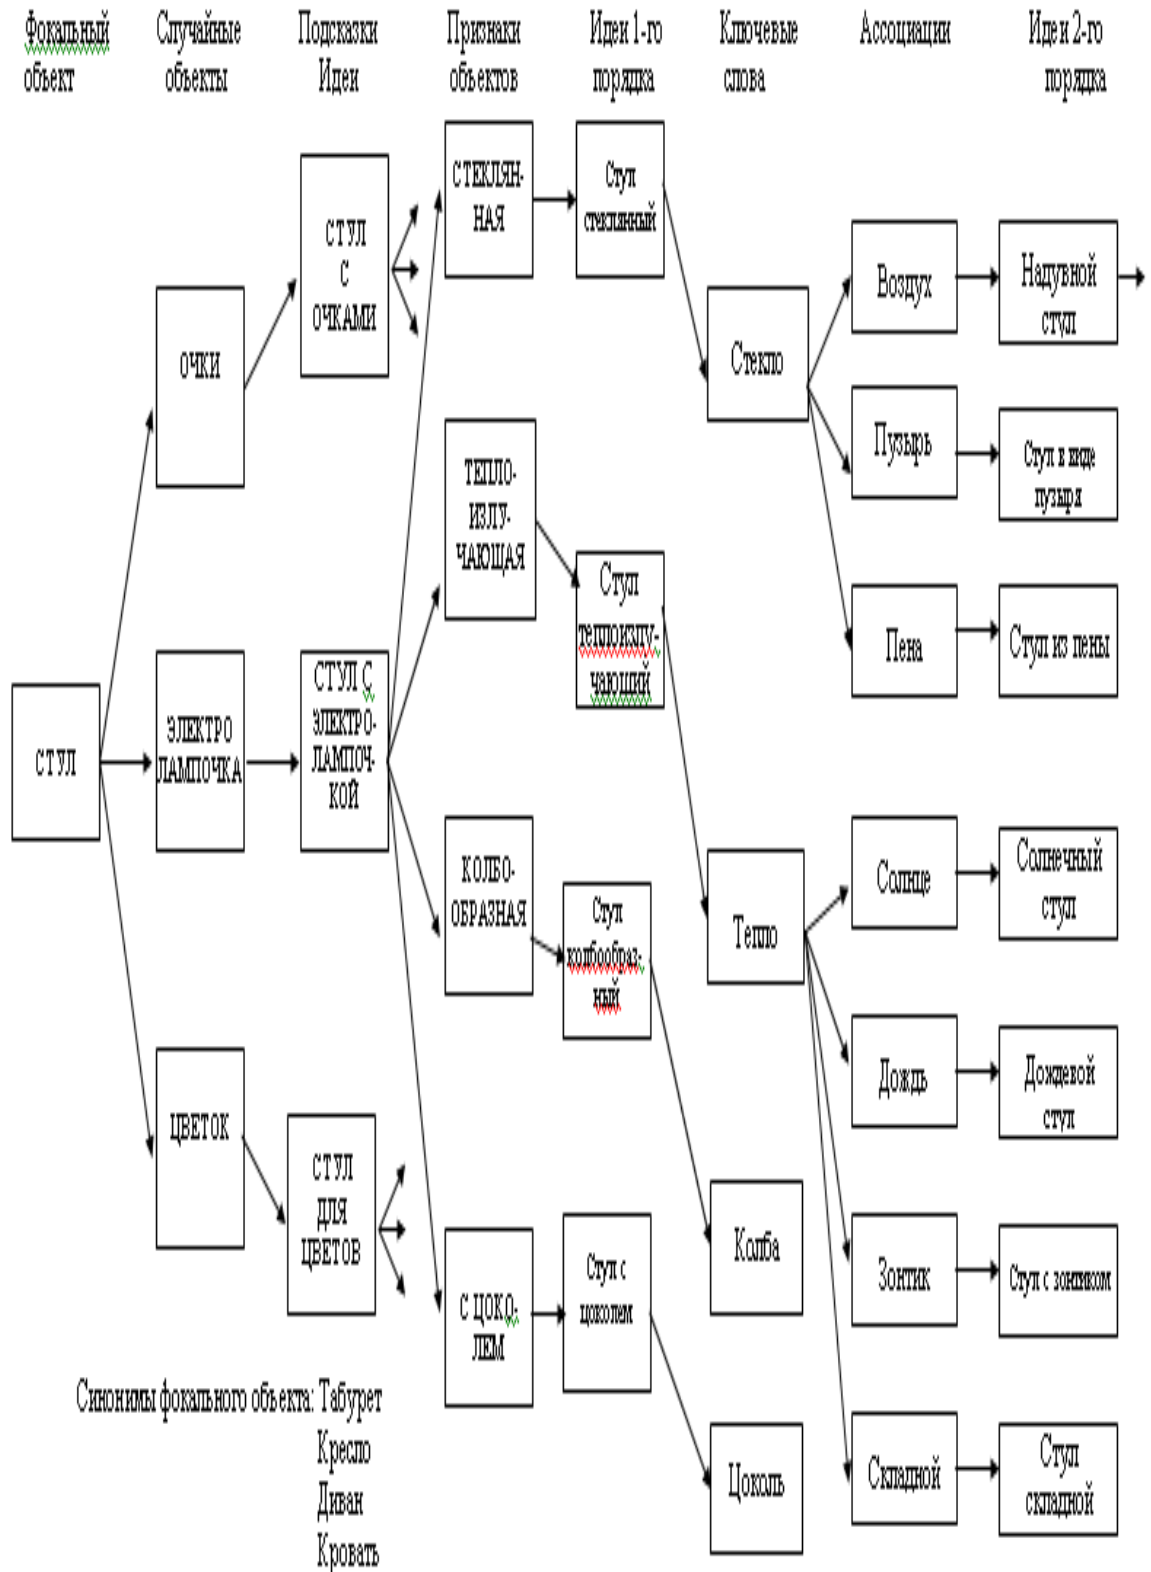 Фокальный
объект
Случайные
объекты
Подсказки
Идеи
Признаки
объектов
Идеи 1-го
порядка
Ключевые
слова
Ассоциации
Идеи 2-го
порядка
СТУЛ
ОЧКИ
ЭЛЕКТРО
ЛАМПОЧКА
ЦВЕТОК
СТУЛ
С
ОЧКАМИ
СТУЛ С
ЭЛЕКТРО-
ЛАМПОЧ-
КОЙ
СТУЛ
ДЛЯ
ЦВЕТОВ
СТЕКЛЯН-
НАЯ
ТЕПЛО-
ИЗЛУ-
ЧАЮЩАЯ
КОЛБО-
ОБРАЗНАЯ
С ЦОКО-
ЛЕМ
Стул
стеклянный
Стул
теплоизлу-
чающий
Стул
колбообраз-
ный
Стул с
цоколем
Стекло
Тепло
Колба
Цоколь
Воздух
Пузырь
Пена
Солнце
Дождь
Зонтик
Складной
Надувной
стул
Стул в виде
пузыря
Стул из пены
Солнечный
стул
Дождевой
стул
Стул с зонтиком
Стул
складной
Синонимы фокального объекта: Табурет
Кресло
Диван
Кровать